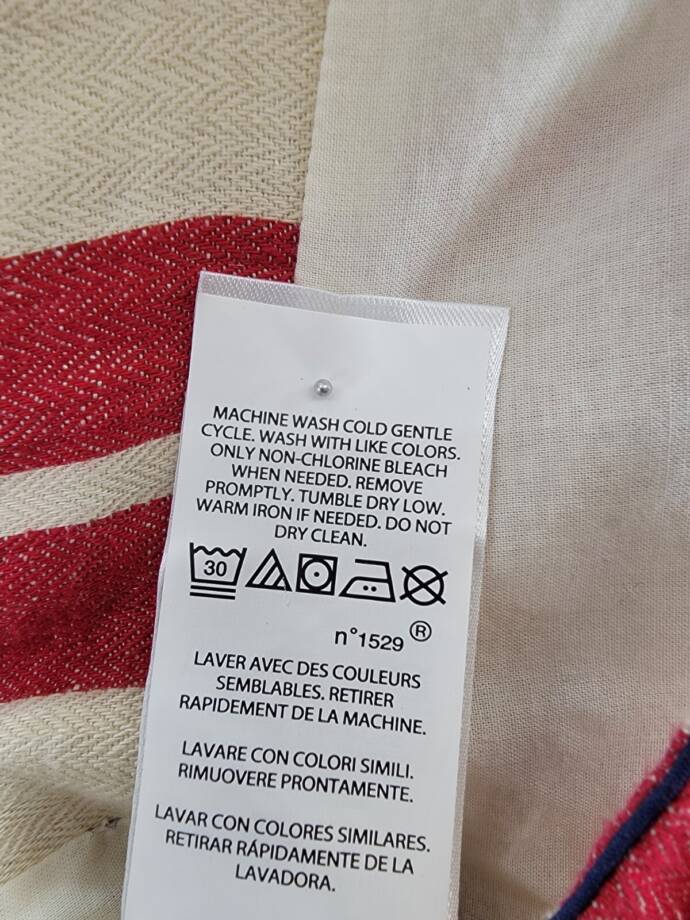 MACHINE WASH COLD GENTLE
CYCLE. WASH WITH LIKE COLORS.
ONLY NON-CHLORINE BLEACH
WHEN NEEDED. REMOVE
PROMPTLY. TUMBLE DRY LOW.
WARM IRON IF NEEDED. DO NOT
DRY CLEAN.
30
n°1529 ®
LAVER AVEC DES COULEURS
SEMBLABLES. RETIRER
RAPIDEMENT DE LA MACHINE.
LAVARE CON COLORI SIMILI.
RIMUOVERE PRONTAMENTE.
LAVAR CON COLORES SIMILARES.
RETIRAR RÁPIDAMENTE DE LA
LAVADORA.